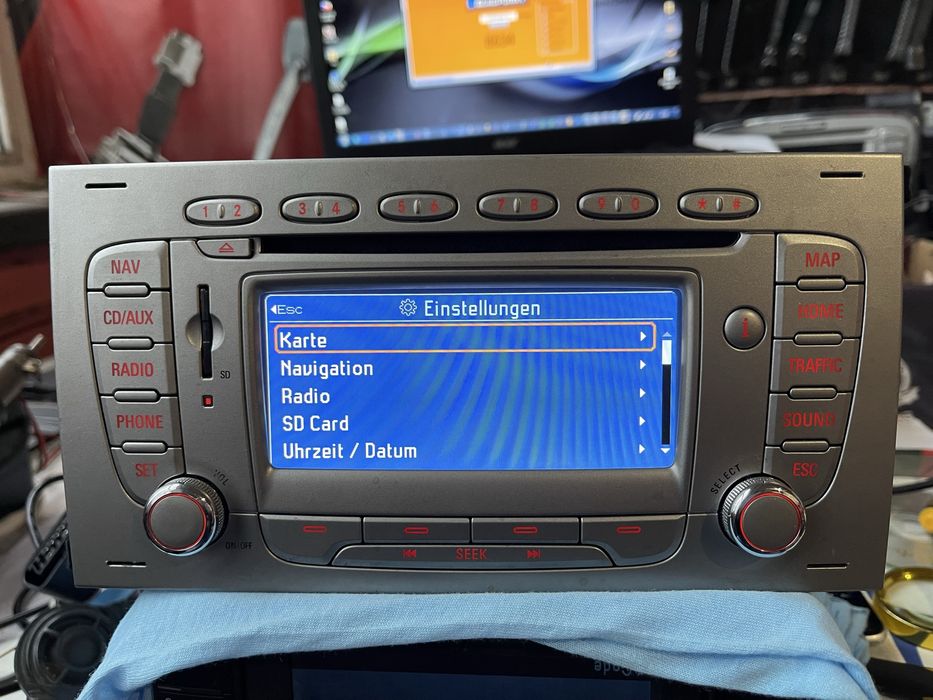 acer
1 2
3 4
5 6
7 8
9 0
* #
NAV
CD/AUX
RADIO
PHONE
SET
VOL
ON/OFF
SD
Esc
Einstellungen
Karte
Navigation
Radio
SD Card
Uhrzeit / Datum
i
MAP
HOME
TRAFFIC
SOUND
ESC
SELECT
SEEK